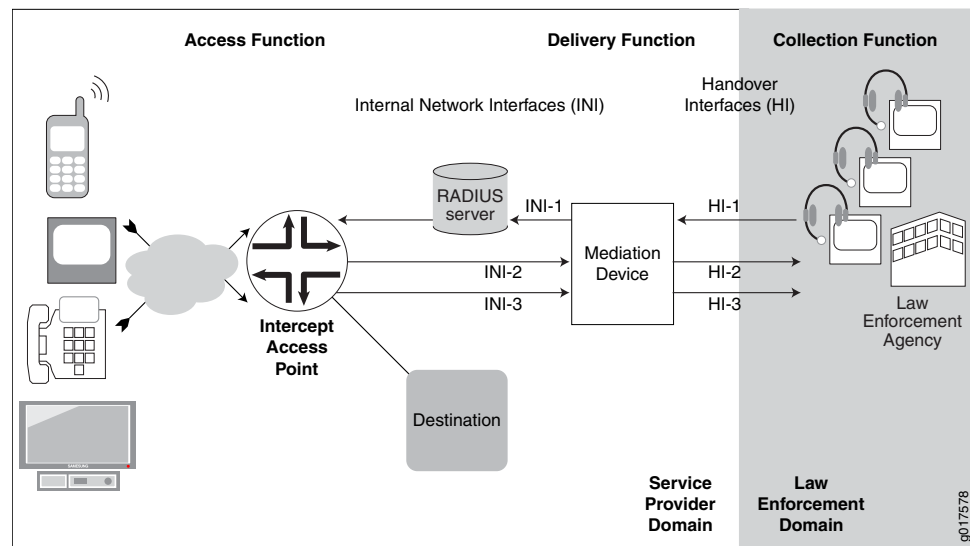 Access Function
Delivery Function
Collection Function
Internal Network Interfaces (INI)
Handover
Interfaces (HI)
RADIUS
server
INI-1
HI-1
Mediation
Device
INI-2
HI-2
INI-3
HI-3
Intercept
Access
Point
Law
Enforcement
Agency
Destination
SAMSUNG
Service
Provider
Domain
Law
Enforcement
Domain
g017578